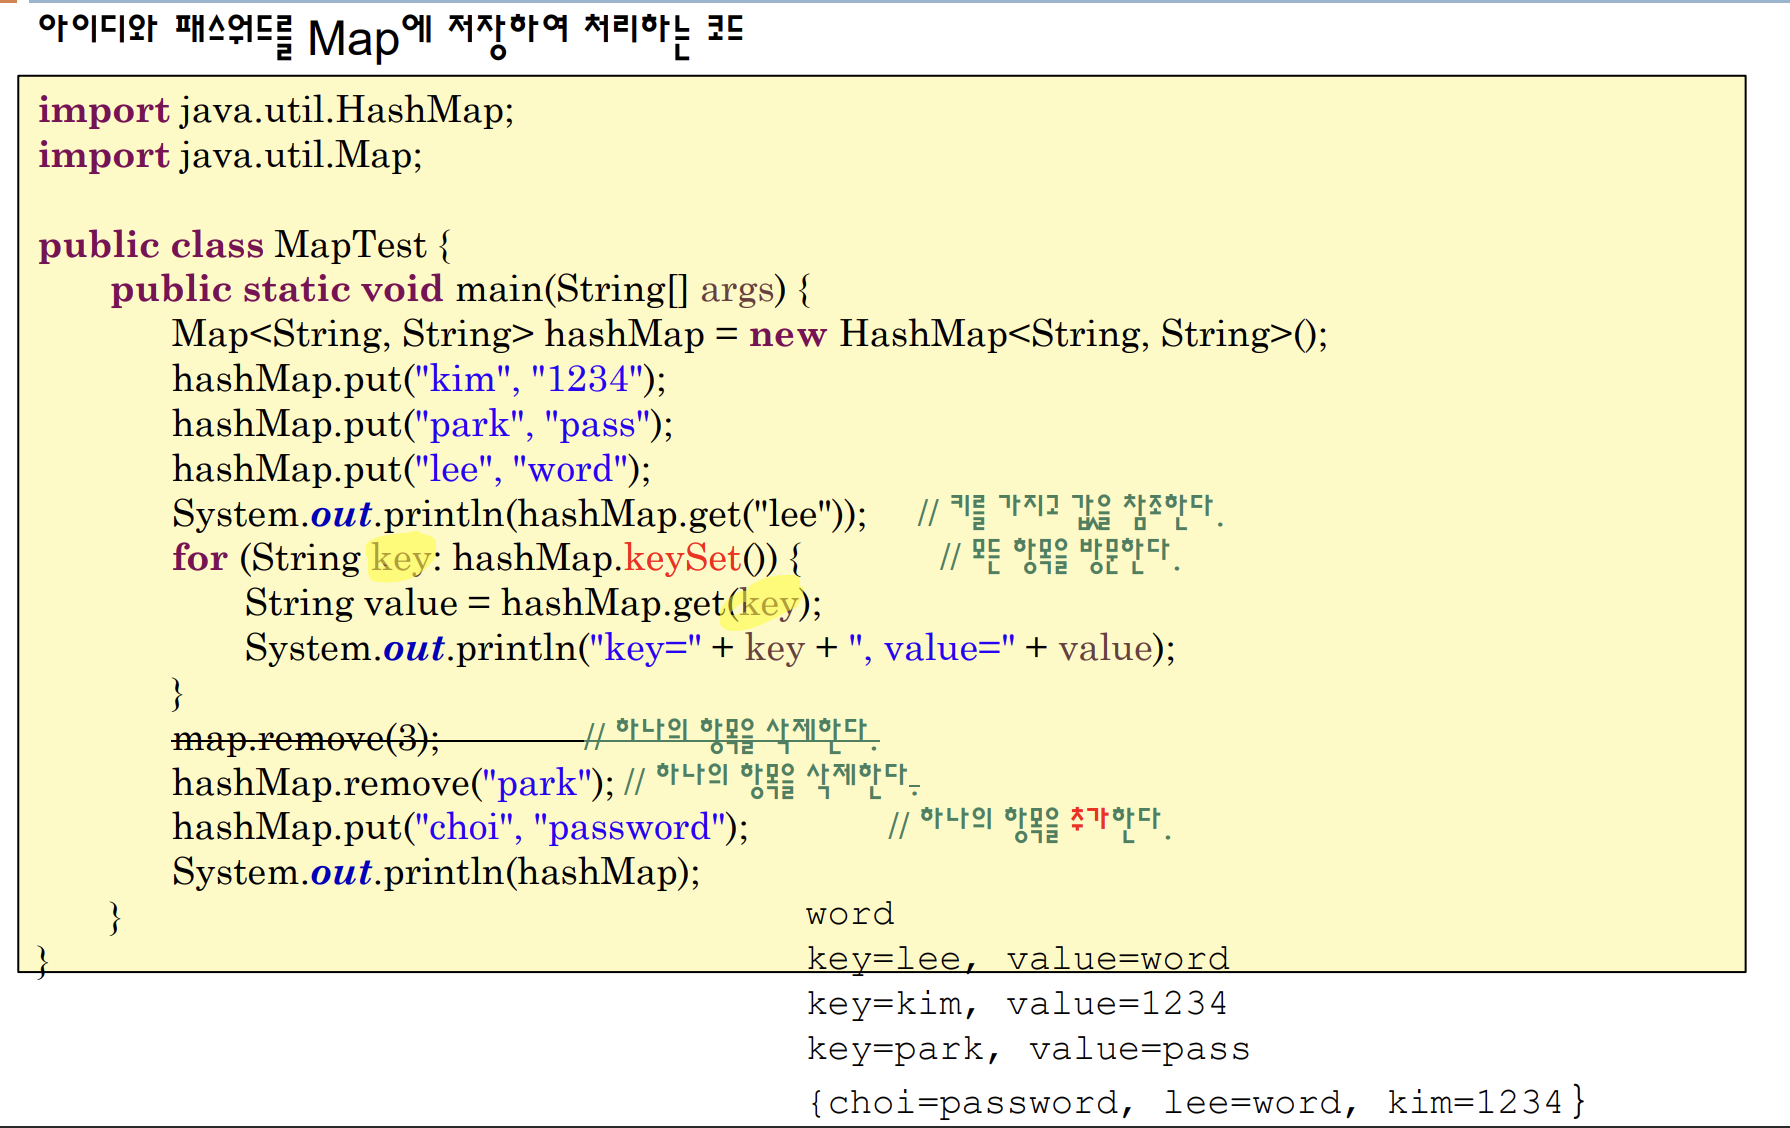 아이디와 패스워드를 Map에 저장하여 처리하는 코드
import java.util.HashMap;
import java.util.Map;
public class MapTest {
public static void main(String[] args) {
Map<String, String> hashMap = new HashMap<String, String>();
hashMap.put("kim", "1234");
hashMap.put("park", "pass");
hashMap.put("lee", "word");
System.out.println(hashMap.get("lee")); // 키를 가지고 값을 참조한다.
for (String key: hashMap.keySet()) { // 모든 항목을 방문한다.
String value = hashMap.get(key);
System.out.println("key=" + key + ", value=" + value);
}
map.remove(3); // 하나의 항목을 삭제한다.
hashMap.remove("park"); // 하나의 항목을 삭제한다.
hashMap.put("choi", "password"); // 하나의 항목을 추가한다.
System.out.println(hashMap);
}
}
word
key=lee, value=word
key=kim, value=1234
key=park, value=pass
{choi=password, lee=word, kim=1234}